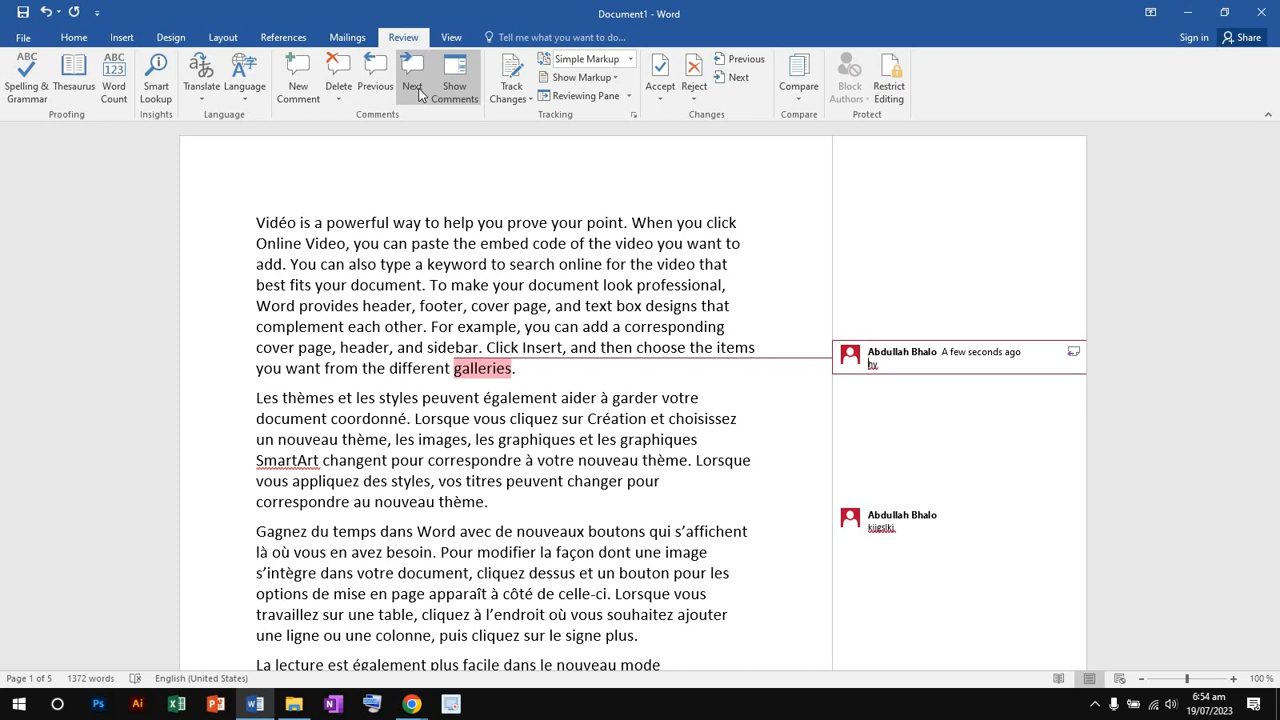 Document1 - Word
File Home Insert Design Layout References Mailings Review View Tell me what you want to do... Sign in Share
Spelling & Grammar Thesaurus Word Count Smart Lookup Translate Language New Comment Delete Previous Next Show Comments Track Changes Simple Markup Show Markup Reviewing Pane Accept Reject Previous Next Compare Block Authors Restrict Editing
ABC ABC 123
Proofing Insights Language Comments Tracking Changes Compare Protect
Vidéo is a powerful way to help you prove your point. When you click
Online Video, you can paste the embed code of the video you want to
add. You can also type a keyword to search online for the video that
best fits your document. To make your document look professional,
Word provides header, footer, cover page, and text box designs that
complement each other. For example, you can add a corresponding
cover page, header, and sidebar. Click Insert, and then choose the items
you want from the different galleries.
Abdullah Bhalo A few seconds ago
hy
Les thèmes et les styles peuvent également aider à garder votre
document coordonné. Lorsque vous cliquez sur Création et choisissez
un nouveau thème, les images, les graphiques et les graphiques
SmartArt changent pour correspondre à votre nouveau thème. Lorsque
vous appliquez des styles, vos titres peuvent changer pour
correspondre au nouveau thème.
Abdullah Bhalo
Gagnez du temps dans Word avec de nouveaux boutons qui s’affichent
là où vous en avez besoin. Pour modifier la façon dont une image
s’intègre dans votre document, cliquez dessus et un bouton pour les
options de mise en page apparaît à côté de celle-ci. Lorsque vous
travaillez sur une table, cliquez à l’endroit où vous souhaitez ajouter
une ligne ou une colonne, puis cliquez sur le signe plus.
La lecture est également plus facile dans le nouveau mode
Page 1 of 5 1372 words English (United States) 100 %
Ps Ai
6:54 am
19/07/2023